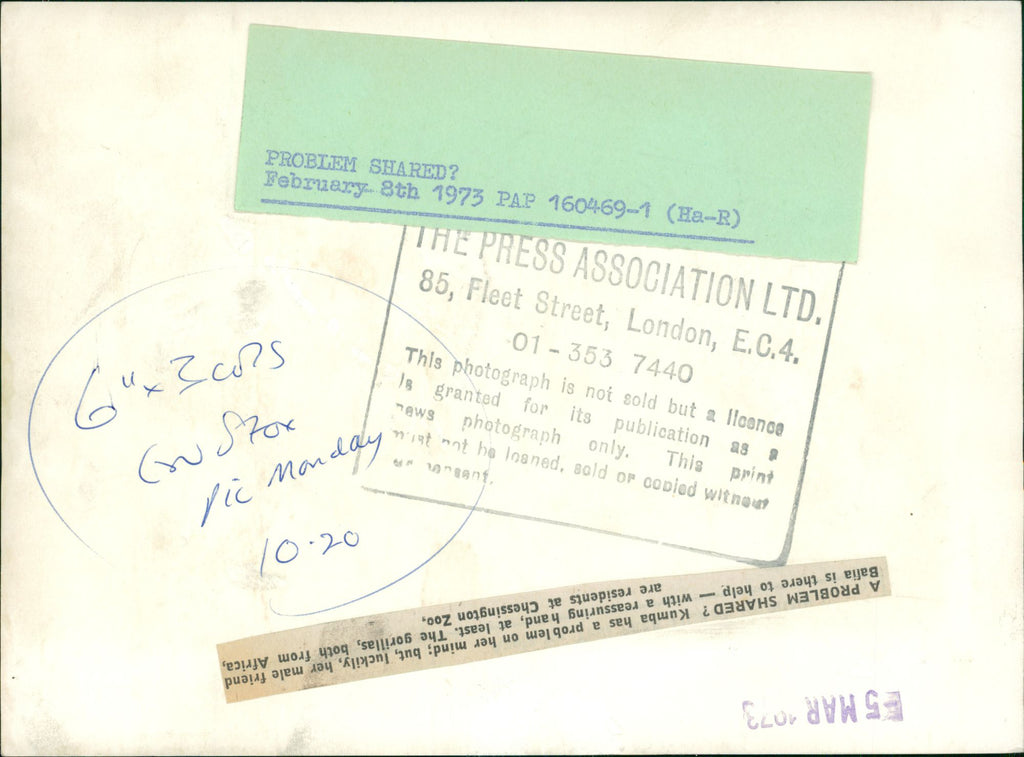 PROBLEM SHARED?
February 8th 1973 PAP 160469-1 (Ha-R)
THE PRESS ASSOCIATION LTD.
85, Fleet Street, London, E.C.4.
01-353 7440
This photograph is not sold but a licence
is granted for its publication as a
news photograph only. This print
must not be loaned, sold or copied without
consent.
6" x 3 cols
Pic Monday
10.20
A PROBLEM SHARED? Kumba has a problem on her mind; but, luckily, her male friend
Bafia is there to help — with a reassuring hand, at least. The gorillas, both from Africa,
are residents at Chessington Zoo,
5 MAR 1973